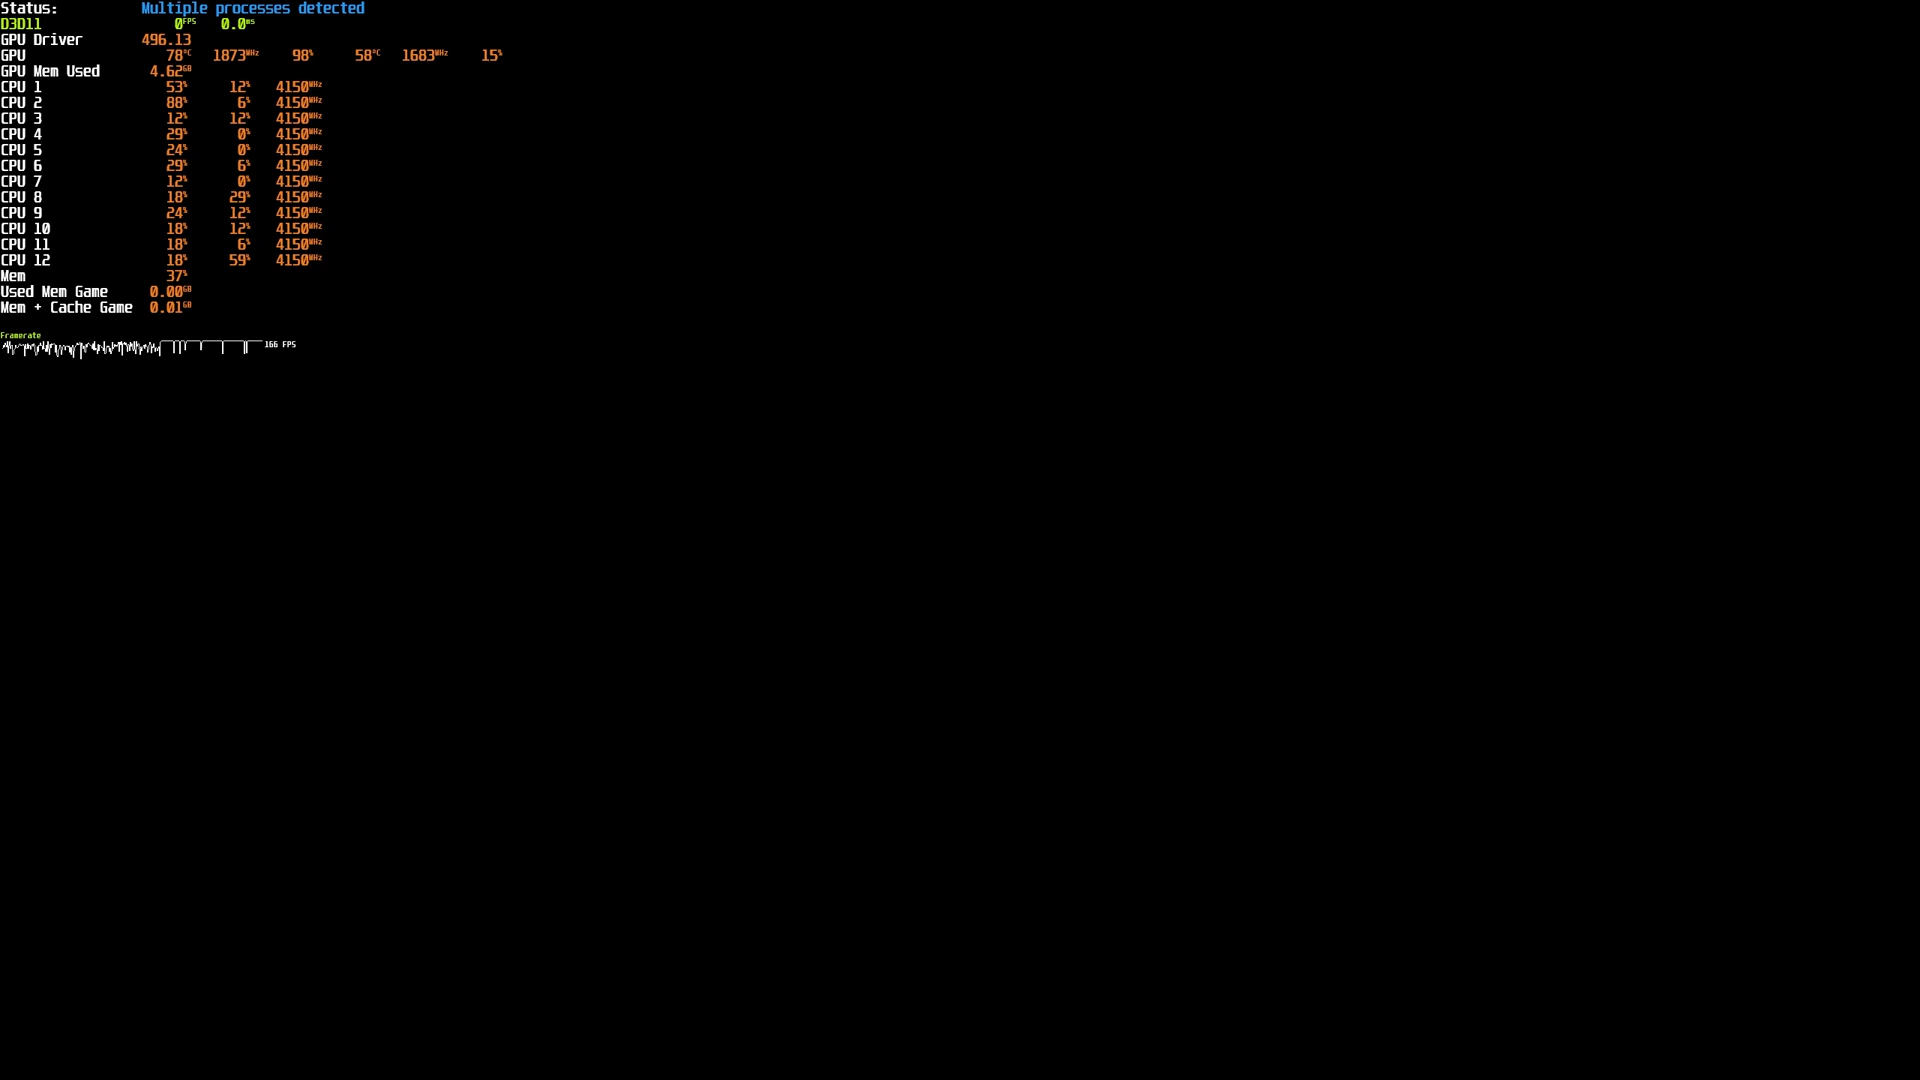 Status: Multiple processes detected
D3D11 0FPS 0.0ms
GPU Driver 496.13
GPU 78°C 1873MHz 98% 58°C 1683MHz 15%
GPU Mem Used 4.62GB
CPU 1 53% 12% 4150MHz
CPU 2 88% 6% 4150MHz
CPU 3 12% 12% 4150MHz
CPU 4 29% 0% 4150MHz
CPU 5 24% 0% 4150MHz
CPU 6 29% 6% 4150MHz
CPU 7 12% 0% 4150MHz
CPU 8 18% 29% 4150MHz
CPU 9 24% 12% 4150MHz
CPU 10 18% 12% 4150MHz
CPU 11 18% 6% 4150MHz
CPU 12 18% 59% 4150MHz
Mem 37%
Used Mem Game 0.00GB
Mem + Cache Game 0.01GB
Framerate
166 FPS